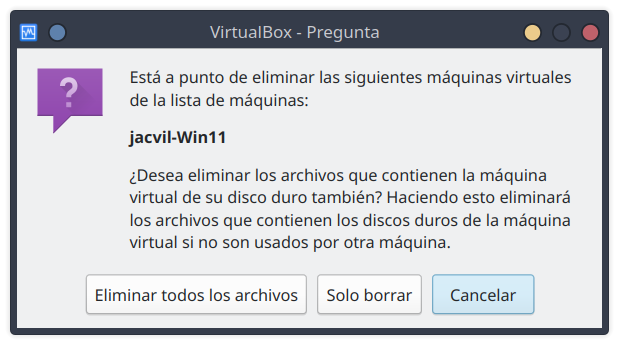 VirtualBox - Pregunta
Está a punto de eliminar las siguientes máquinas virtuales
de la lista de máquinas:
jacvil-Win11
¿Desea eliminar los archivos que contienen la máquina
virtual de su disco duro también? Haciendo esto eliminará
los archivos que contienen los discos duros de la máquina
virtual si no son usados por otra máquina.
Eliminar todos los archivos
Solo borrar
Cancelar